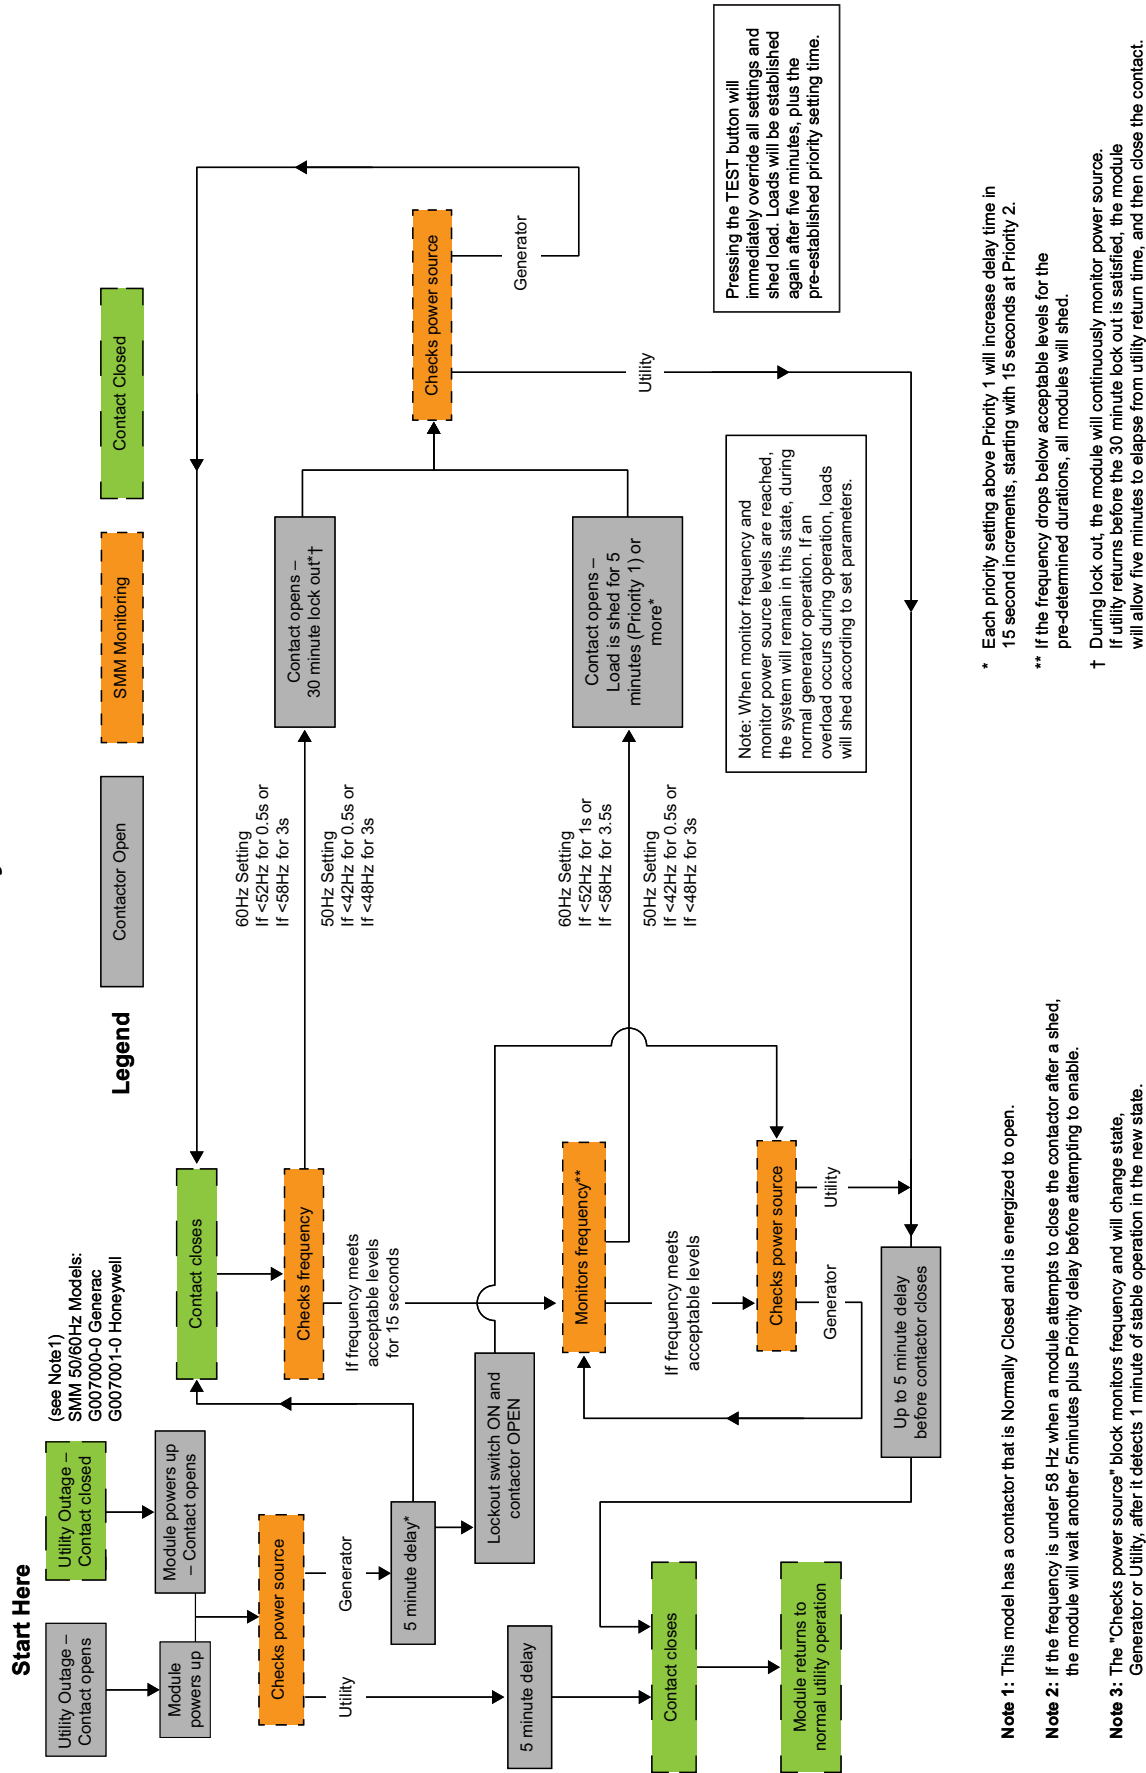 Start Here
Utility Outage –
Contact opens
Utility Outage –
Contact closed
(see Note1)
SMM 50/60Hz Models:
G007000-0 Generac
G007001-0 Honeywell
Legend
Contactor Open
SMM Monitoring
Contact Closed
Module
powers up
Module powers up
– Contact opens
Contact closes
Checks power source
Checks frequency
60Hz Setting
If <52Hz for 0.5s or
If <58Hz for 3s
50Hz Setting
If <42Hz for 0.5s or
If <48Hz for 3s
Contact opens –
30 minute lock out*†
Utility
Generator
If frequency meets
acceptable levels
for 15 seconds
5 minute delay*
Checks power source
Generator
Utility
Lockout switch ON and
contactor OPEN
5 minute delay
Monitors frequency**
60Hz Setting
If <52Hz for 1s or
If <58Hz for 3.5s
50Hz Setting
If <42Hz for 0.5s or
If <48Hz for 3s
Contact opens –
Load is shed for 5
minutes (Priority 1) or
more*
If frequency meets
acceptable levels
Contact closes
Checks power source
Generator
Utility
Note: When monitor frequency and
monitor power source levels are reached,
the system will remain in this state, during
normal generator operation. If an
overload occurs during operation, loads
will shed according to set parameters.
Pressing the TEST button will
immediately override all settings and
shed load. Loads will be established
again after five minutes, plus the
pre-established priority setting time.
Module returns to
normal utility operation
Up to 5 minute delay
before contactor closes
Note 1: This model has a contactor that is Normally Closed and is energized to open.
Note 2: If the frequency is under 58 Hz when a module attempts to close the contactor after a shed,
the module will wait another 5minutes plus Priority delay before attempting to enable.
Note 3: The "Checks power source" block monitors frequency and will change state,
Generator or Utility, after it detects 1 minute of stable operation in the new state.
* Each priority setting above Priority 1 will increase delay time in
15 second increments, starting with 15 seconds at Priority 2.
** If the frequency drops below acceptable levels for the
pre-determined durations, all modules will shed.
† During lock out, the module will continuously monitor power source.
If utility returns before the 30 minute lock out is satisfied, the module
will allow five minutes to elapse from utility return time, and then close the contact.